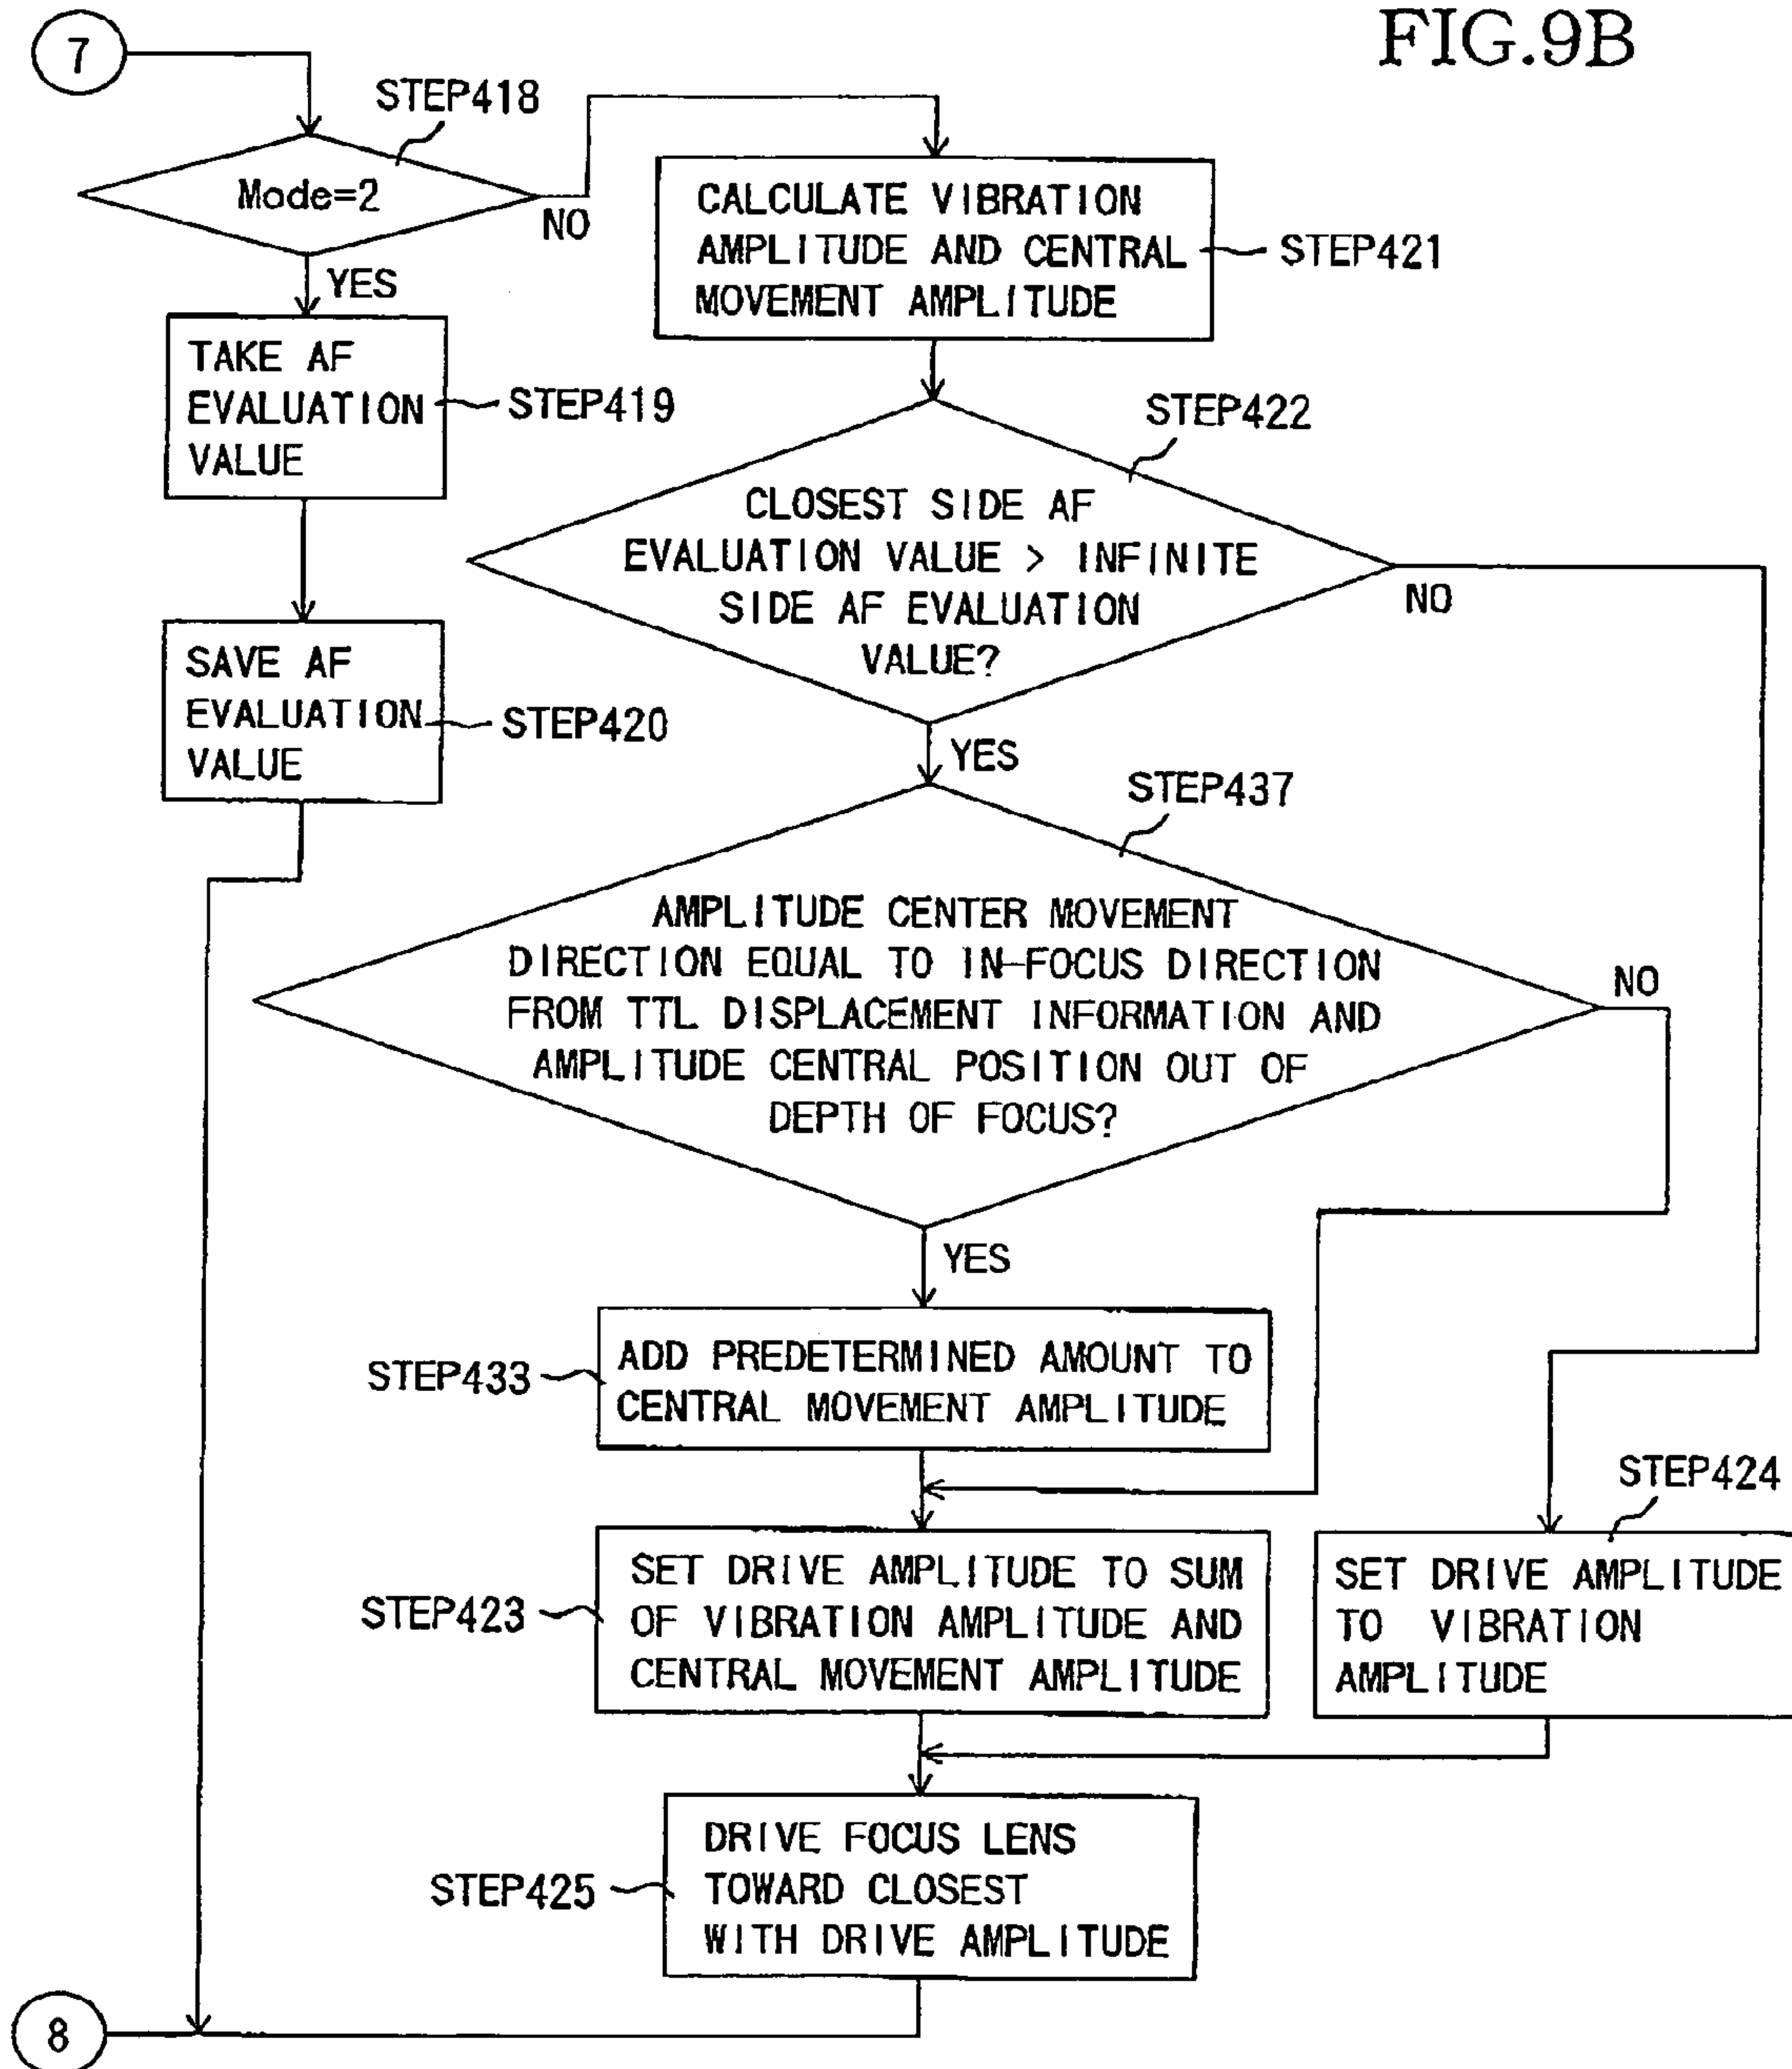 FIG.9B
7
STEP418
Mode=2
NO
YES
CALCULATE VIBRATION
AMPLITUDE AND CENTRAL
MOVEMENT AMPLITUDE
STEP421
TAKE AF
EVALUATION
VALUE
STEP419
STEP422
CLOSEST SIDE AF
EVALUATION VALUE > INFINITE
SIDE AF EVALUATION
VALUE?
NO
YES
SAVE AF
EVALUATION
VALUE
STEP420
STEP437
AMPLITUDE CENTER MOVEMENT
DIRECTION EQUAL TO IN-FOCUS DIRECTION
FROM TTL DISPLACEMENT INFORMATION AND
AMPLITUDE CENTRAL POSITION OUT OF
DEPTH OF FOCUS?
NO
YES
STEP433
ADD PREDETERMINED AMOUNT TO
CENTRAL MOVEMENT AMPLITUDE
STEP424
STEP423
SET DRIVE AMPLITUDE TO SUM
OF VIBRATION AMPLITUDE AND
CENTRAL MOVEMENT AMPLITUDE
SET DRIVE AMPLITUDE
TO VIBRATION
AMPLITUDE
STEP425
DRIVE FOCUS LENS
TOWARD CLOSEST
WITH DRIVE AMPLITUDE
8